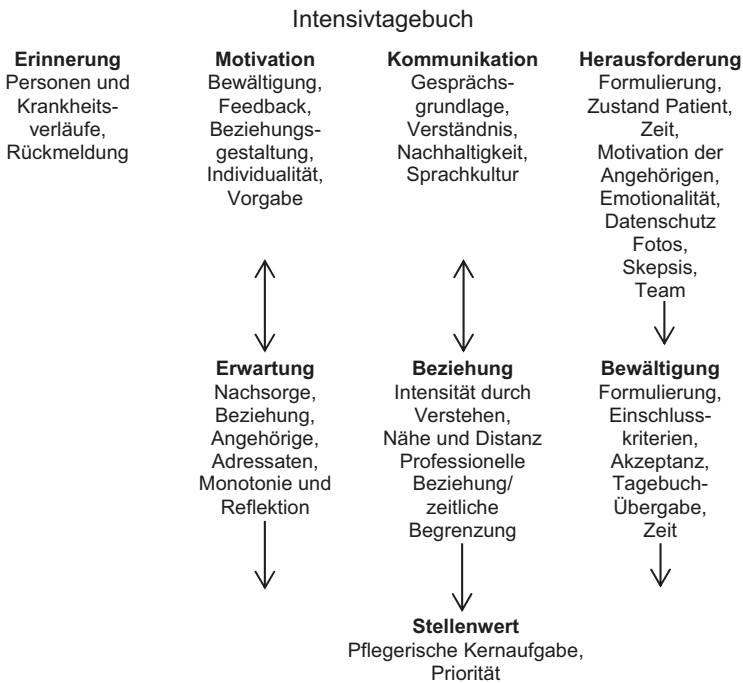 Intensivtagebuch
Erinnerung
Personen und
Krankheits-
verläufe,
Rückmeldung
Motivation
Bewältigung,
Feedback,
Beziehungs-
gestaltung,
Individualität,
Vorgabe
Kommunikation
Gesprächs-
grundlage,
Verständnis,
Nachhaltigkeit,
Sprachkultur
Herausforderung
Formulierung,
Zustand Patient,
Zeit,
Motivation der
Angehörigen,
Emotionalität,
Datenschutz
Fotos,
Skepsis,
Team
Erwartung
Nachsorge,
Beziehung,
Angehörige,
Adressaten,
Monotonie und
Reflektion
Beziehung
Intensität durch
Verstehen,
Nähe und Distanz
Professionelle
Beziehung/
zeitliche
Begrenzung
Bewältigung
Formulierung,
Einschluss-
kriterien,
Akzeptanz,
Tagebuch-
Übergabe,
Zeit
Stellenwert
Pflegerische Kernaufgabe,
Priorität